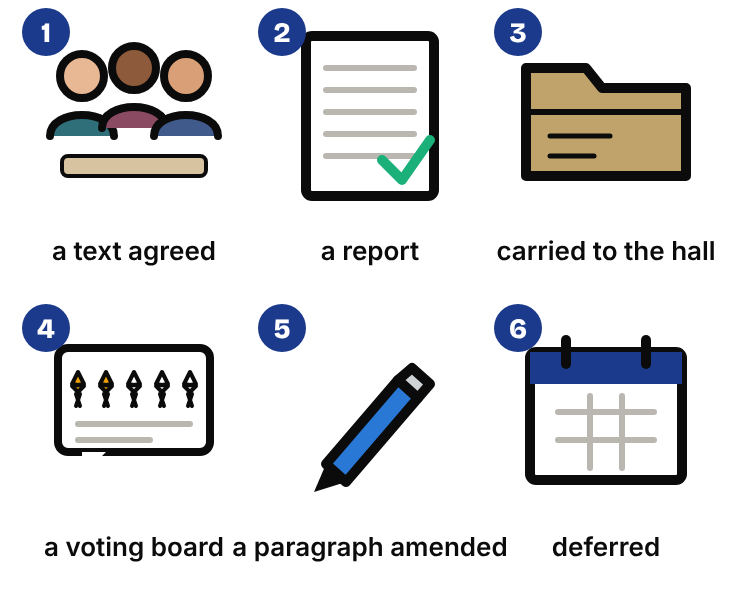 1
2
3
a text agreed
a report
carried to the hall
4
5
6
a voting board
a paragraph amended
deferred